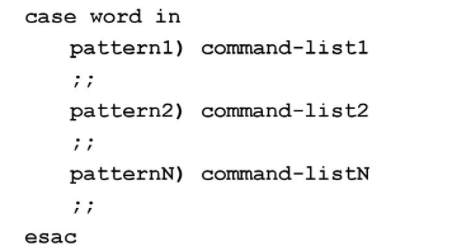 case word in
pattern1) command-list1
;;
pattern2) command-list2
;;
patternN) command-listN
;;
esac